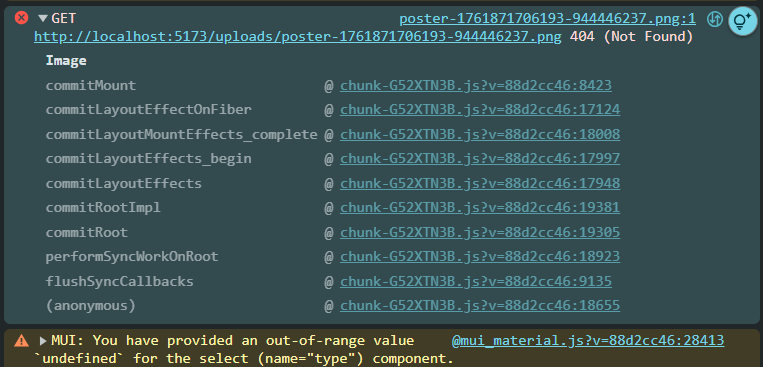 GET poster-1761871706193-944446237.png:1
http://localhost:5173/uploads/poster-1761871706193-944446237.png 404 (Not Found)
Image
commitMount @ chunk-G52XTN3B.js?v=88d2cc46:8423
commitLayoutEffectOnFiber @ chunk-G52XTN3B.js?v=88d2cc46:17124
commitLayoutMountEffects_complete @ chunk-G52XTN3B.js?v=88d2cc46:18008
commitLayoutEffects_begin @ chunk-G52XTN3B.js?v=88d2cc46:17997
commitLayoutEffects @ chunk-G52XTN3B.js?v=88d2cc46:17948
commitRootImpl @ chunk-G52XTN3B.js?v=88d2cc46:19381
commitRoot @ chunk-G52XTN3B.js?v=88d2cc46:19305
performSyncWorkOnRoot @ chunk-G52XTN3B.js?v=88d2cc46:18923
flushSyncCallbacks @ chunk-G52XTN3B.js?v=88d2cc46:9135
(anonymous) @ chunk-G52XTN3B.js?v=88d2cc46:18655
MUI: You have provided an out-of-range value @mui_material.js?v=88d2cc46:28413
`undefined` for the select (name="type") component.